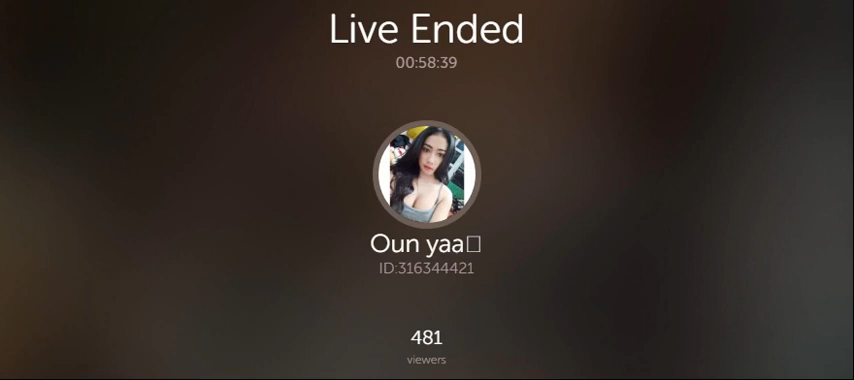 Live Ended
00:58:39
Oun yaa
ID:316344421
481
viewers